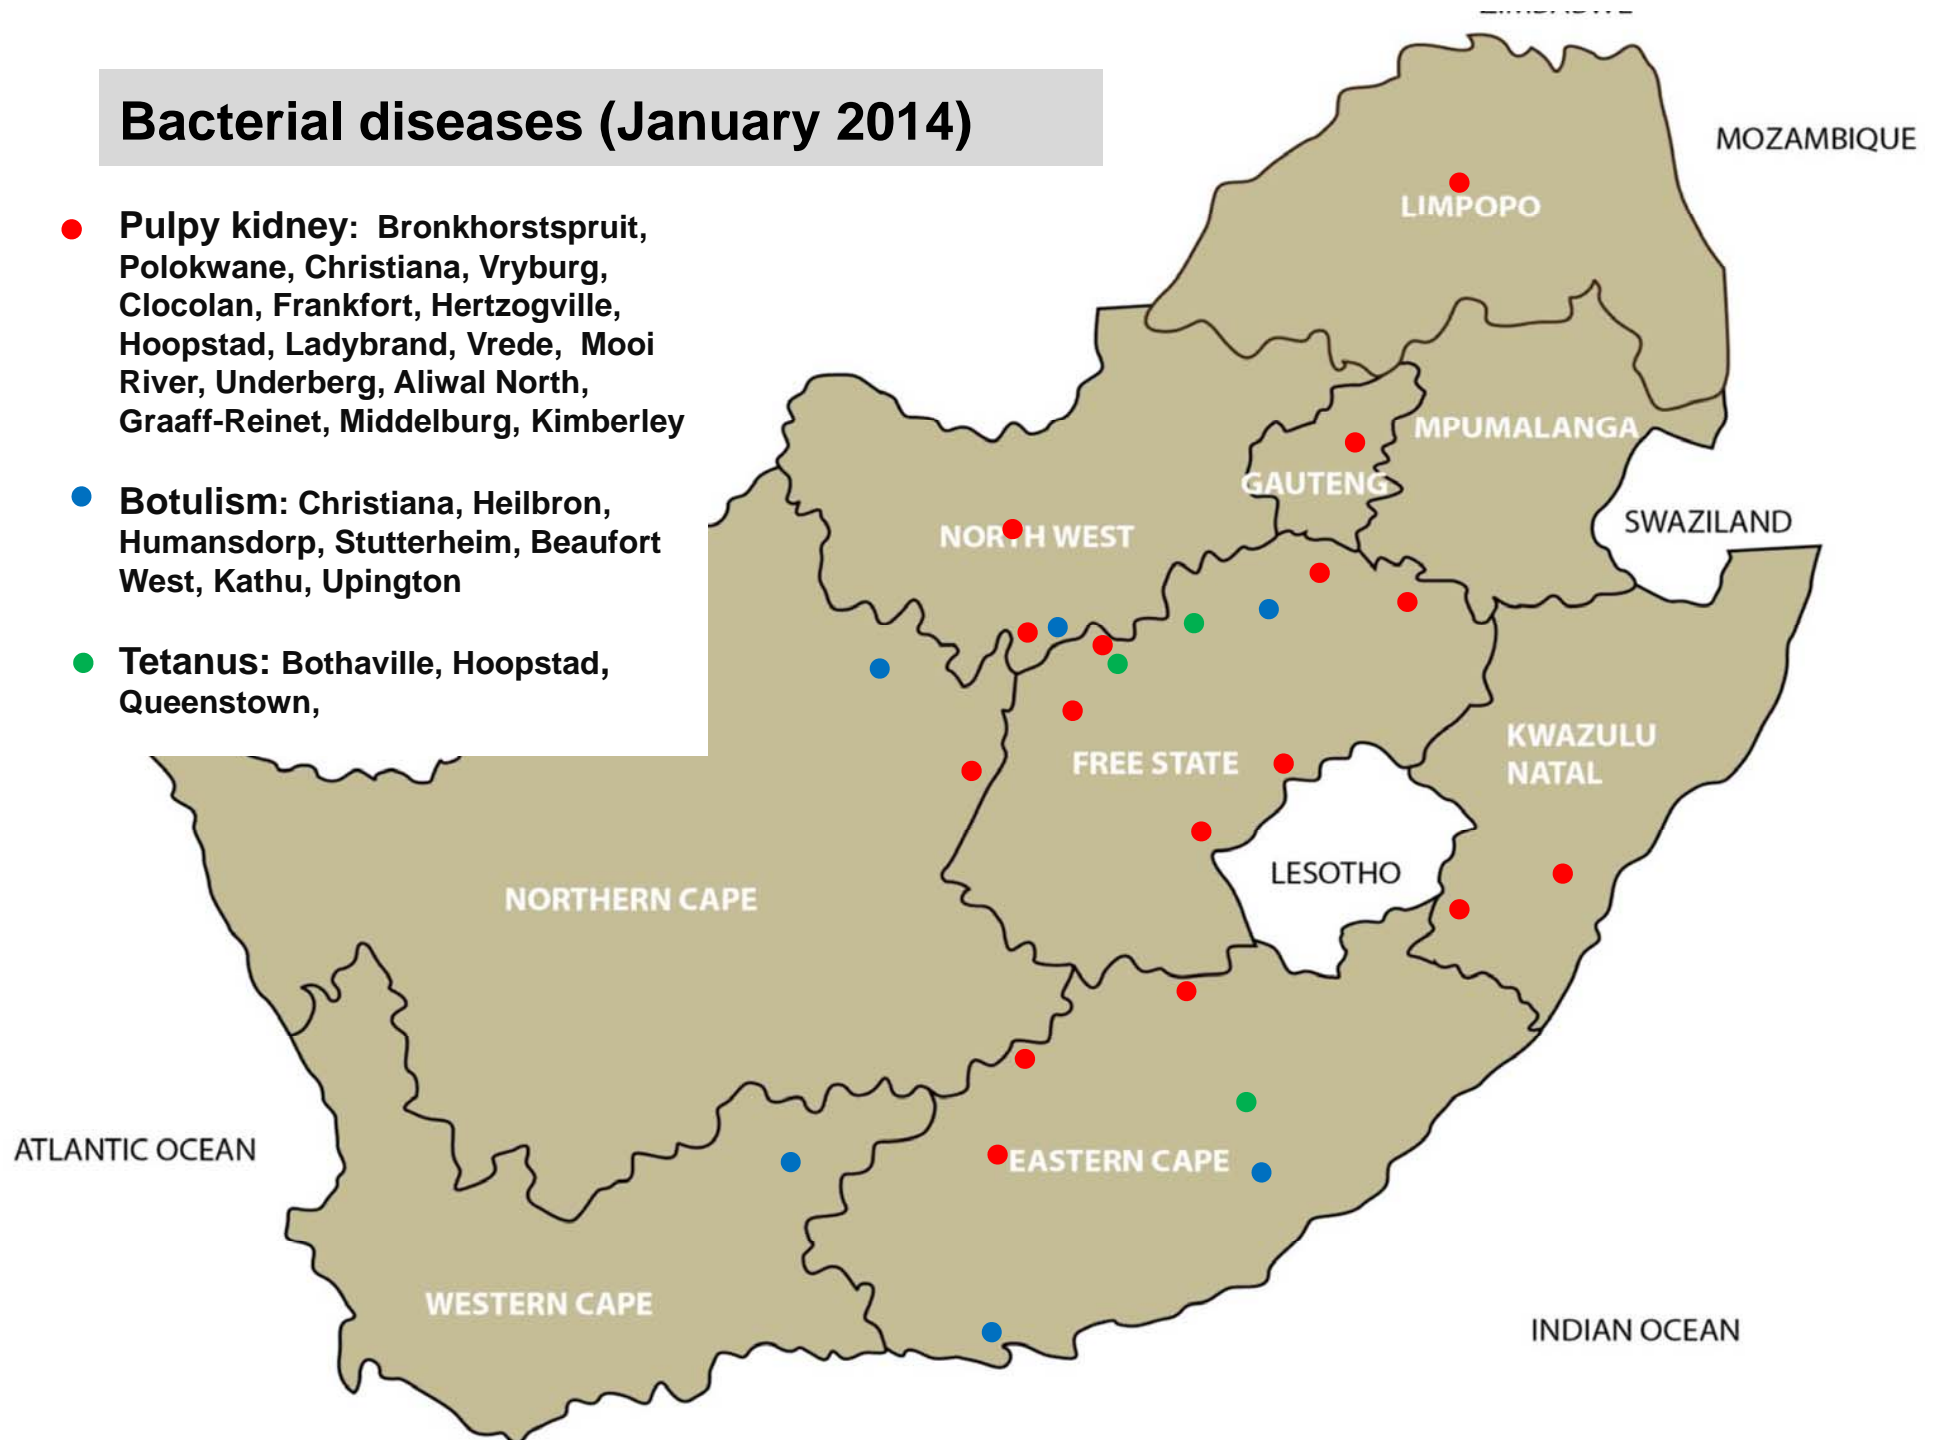 Bacterial diseases (January 2014)
Pulpy kidney: Bronkhorstspruit,
Polokwane, Christiana, Vryburg,
Clocolan, Frankfort, Hertzogville,
Hoopstad, Ladybrand, Vrede, Mooi
River, Underberg, Aliwal North,
Graaff-Reinet, Middelburg, Kimberley
Botulism: Christiana, Heilbron,
Humansdorp, Stutterheim, Beaufort
West, Kathu, Upington
Tetanus: Bothaville, Hoopstad,
Queenstown,
MOZAMBIQUE
LIMPOPO
MPUMALANGA
GAUTENG
SWAZILAND
NORTH WEST
KWAZULU
NATAL
FREE STATE
LESOTHO
NORTHERN CAPE
ATLANTIC OCEAN
EASTERN CAPE
WESTERN CAPE
INDIAN OCEAN